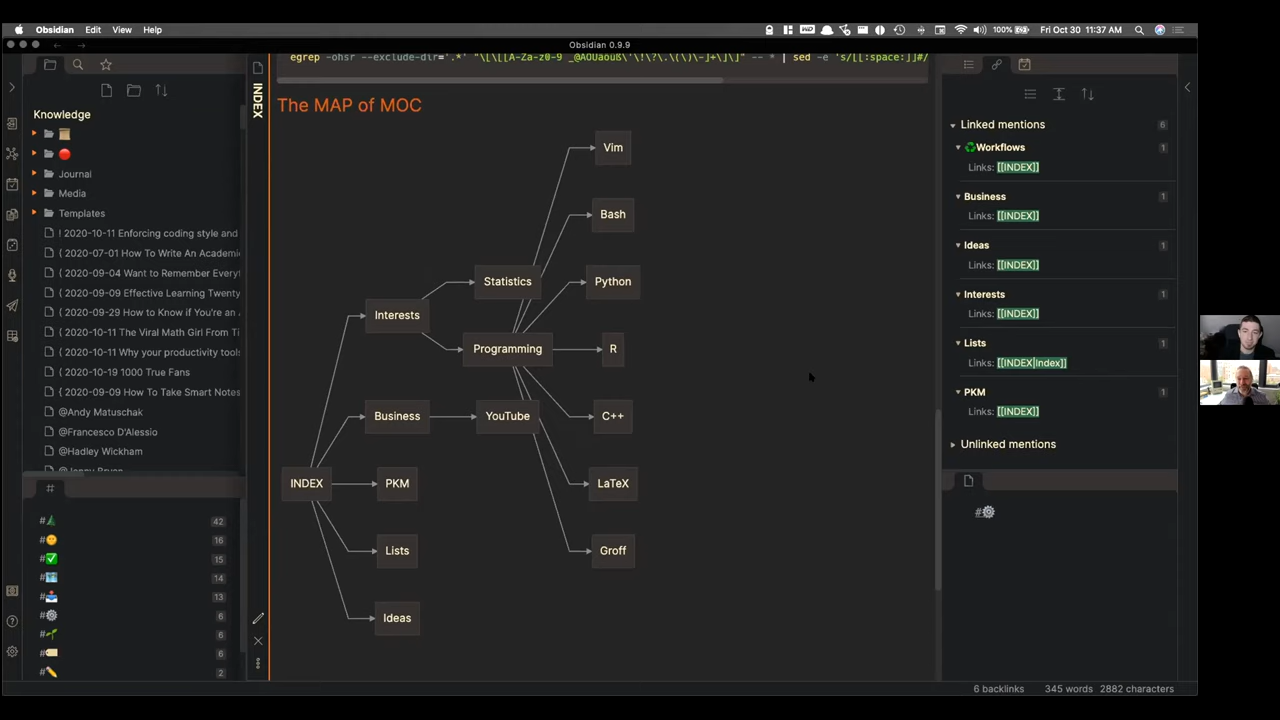 Obsidian Edit View Help
100% Fri Oct 30 11:37 AM
Obsidian 0.9.9
Knowledge
Journal
Media
Templates
! 2020-10-11 Enforcing coding style and
( 2020-07-01 How To Write An Academi
( 2020-09-04 Want to Remember Every
( 2020-09-09 Effective Learning Twenty
( 2020-09-29 How to Know if You're an
( 2020-10-11 The Viral Math Girl From Ti
( 2020-10-11 Why your productivity tools
( 2020-10-19 1000 True Fans
( 2020-09-09 How To Take Smart Notes
@Andy Matuschak
@Francesco D'Alessio
@Hadley Wickham
#🌲 42
#😶 16
#✅ 15
# 14
#📤 13
#⚙️ 6
#🌱 6
#🏷️ 6
#✏️ 2
INDEX
egrep -ohsr --exclude-dir='.*' "\[\[[A-Za-z0-9 _@AOUaouß\'\!\?\.\(\)\-]+\]\]" -- * | sed -e 's/[[:space:]]#/
The MAP of MOC
Vim
Bash
Statistics
Python
Interests
Programming
R
Business
YouTube
C++
INDEX
PKM
LaTeX
Lists
Groff
Ideas
Linked mentions 6
♻️Workflows 1
Links: [[INDEX]]
Business 1
Links: [[INDEX]]
Ideas 1
Links: [[INDEX]]
Interests 1
Links: [[INDEX]]
Lists 1
Links: [[INDEX|Index]]
PKM 1
Links: [[INDEX]]
Unlinked mentions
#⚙️
6 backlinks 345 words 2882 characters